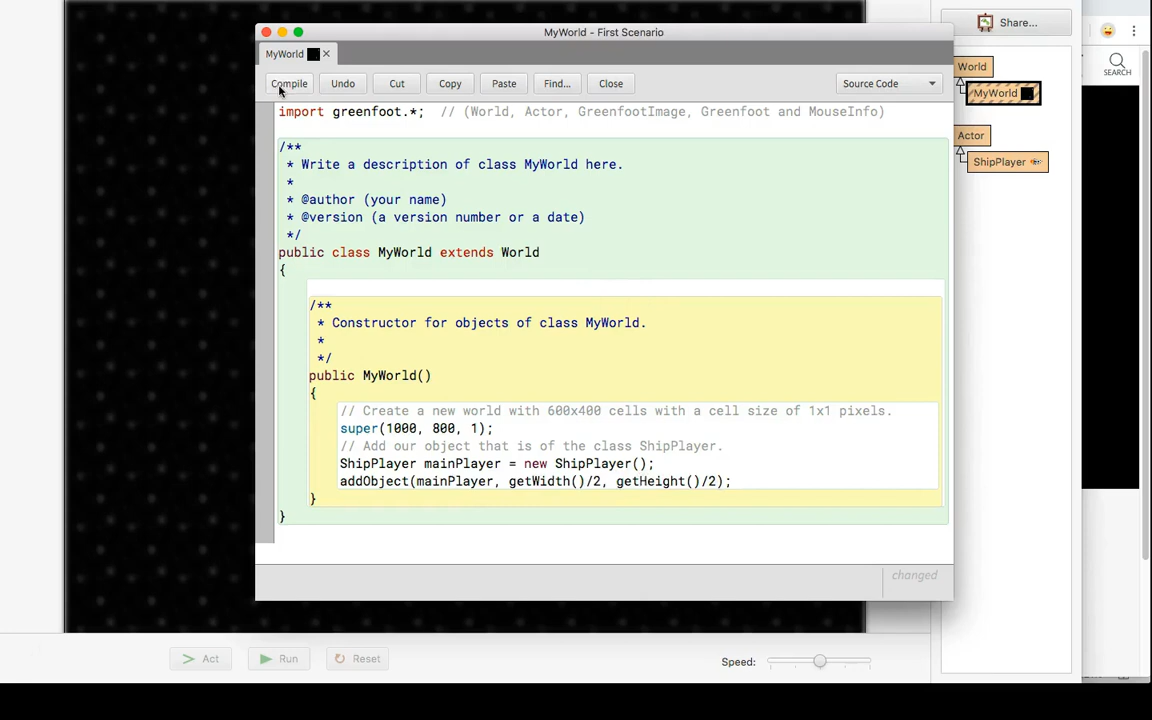 MyWorld - First Scenario
MyWorld
Compile Undo Cut Copy Paste Find... Close Source Code
import greenfoot.*;  // (World, Actor, GreenfootImage, Greenfoot and MouseInfo)
/**
 * Write a description of class MyWorld here.
 *
 * @author (your name)
 * @version (a version number or a date)
 */
public class MyWorld extends World
{
/**
 * Constructor for objects of class MyWorld.
 *
 */
public MyWorld()
{
// Create a new world with 600x400 cells with a cell size of 1x1 pixels.
super(1000, 800, 1);
// Add our object that is of the class ShipPlayer.
ShipPlayer mainPlayer = new ShipPlayer();
addObject(mainPlayer, getWidth()/2, getHeight()/2);
}
}
changed
Act Run Reset Speed:
Share...
World
MyWorld
Actor
ShipPlayer
SEARCH